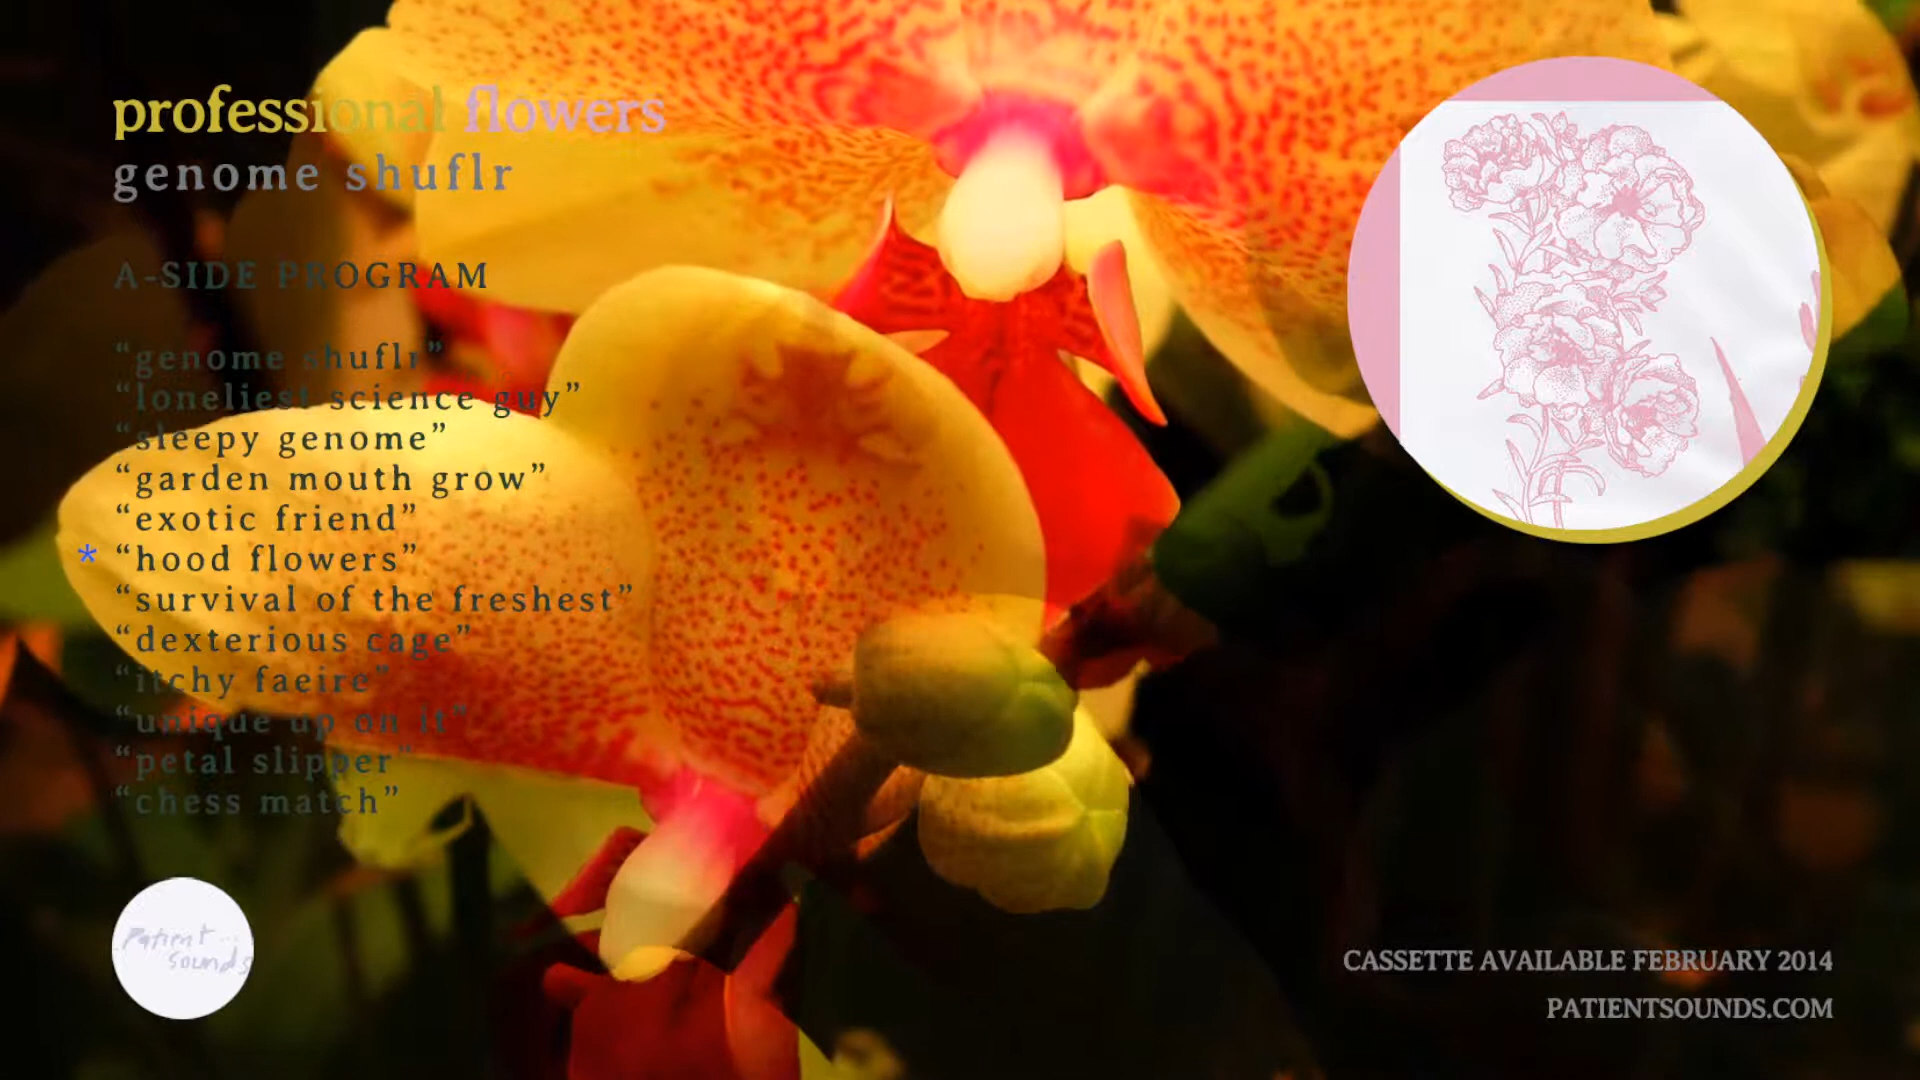 professional flowers
genome shuflr
A-SIDE PROGRAM
“genome shuflr”
“loneliest science guy”
“sleepy genome”
“garden mouth grow”
“exotic friend”
* “hood flowers”
“survival of the freshest”
“dexterious cage”
“itchy faeire”
“unique up on it”
“petal slipper”
“chess match”
Patient...
sounds
CASSETTE AVAILABLE FEBRUARY 2014
PATIENTSOUNDS.COM